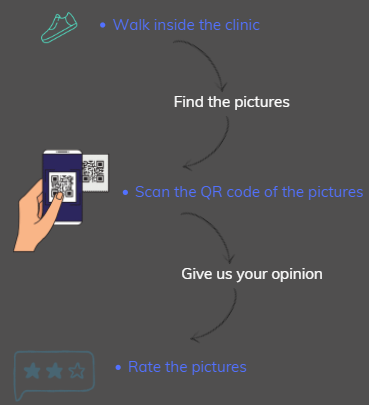 • Walk inside the clinic
Find the pictures
• Scan the QR code of the pictures
Give us your opinion
• Rate the pictures